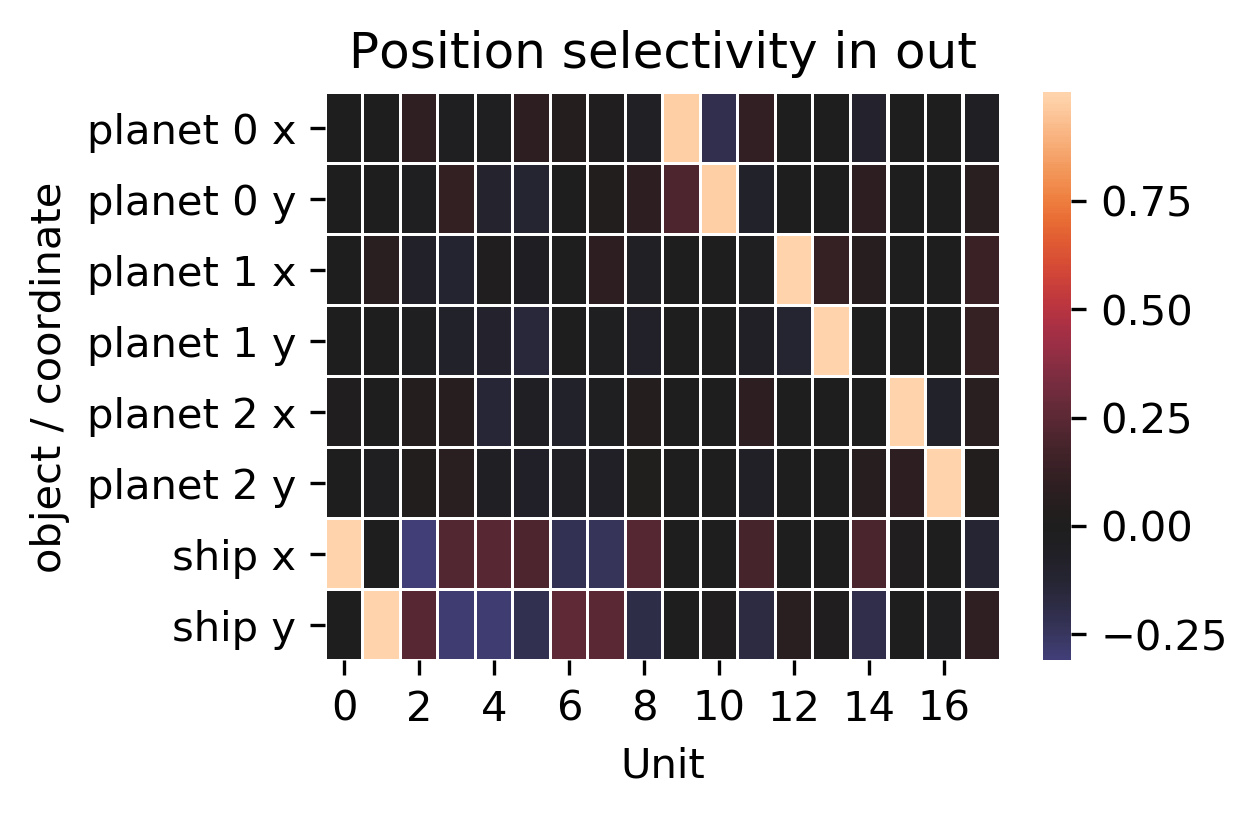 Position selectivity in out
object / coordinate
planet 0 x
planet 0 y
planet 1 x
planet 1 y
planet 2 x
planet 2 y
ship x
ship y
0 2 4 6 8 10 12 14 16
Unit
0.75
0.50
0.25
0.00
−0.25